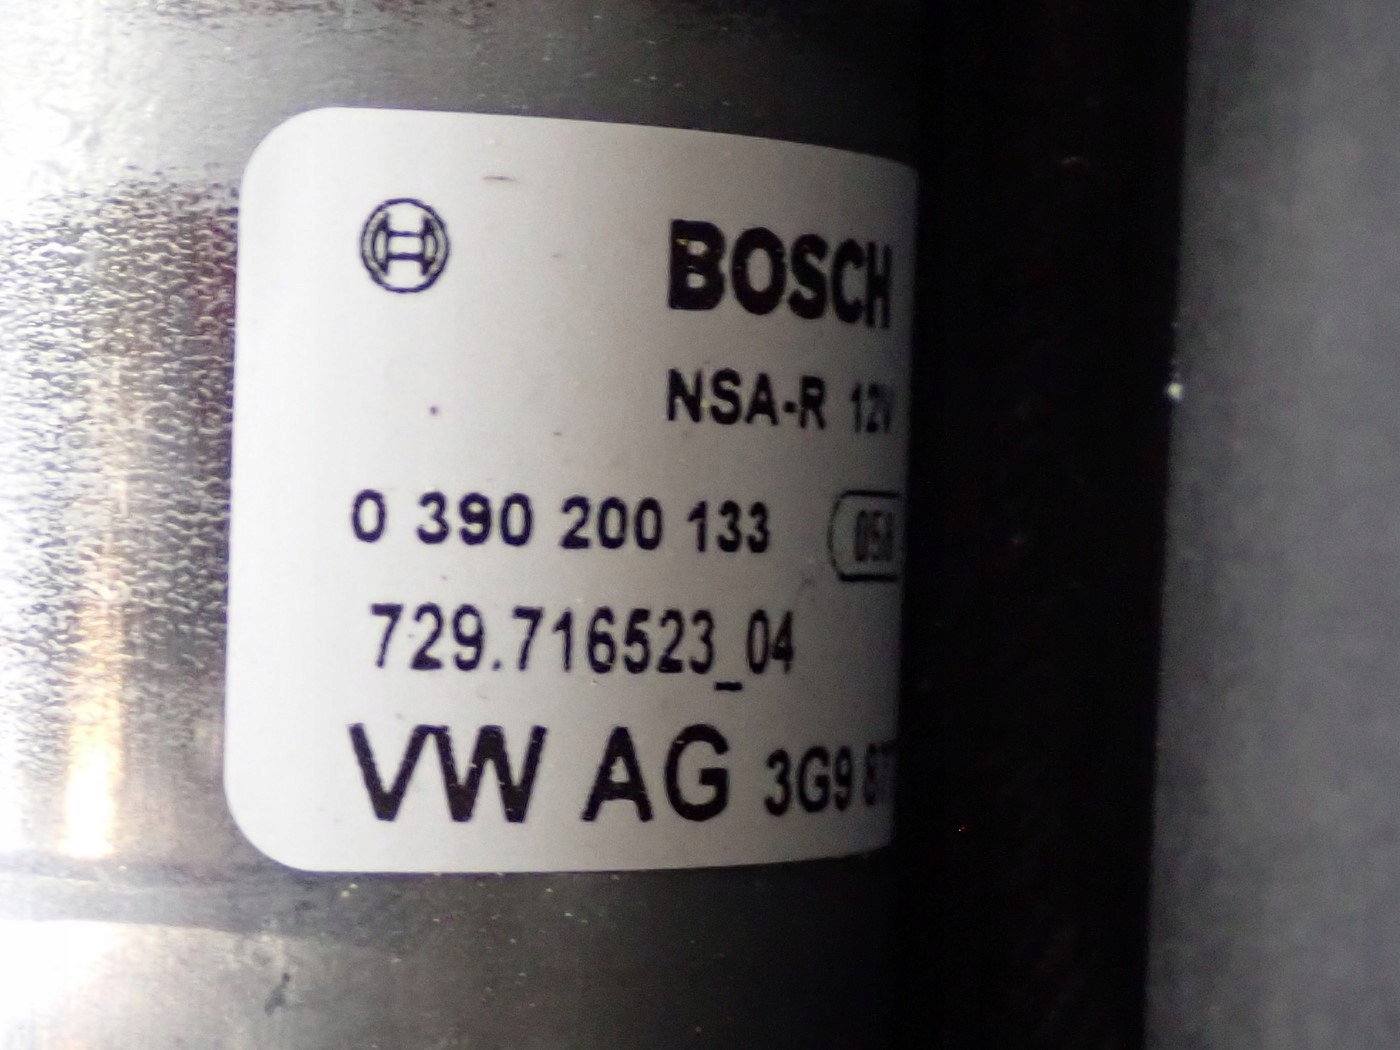 BOSCH
NSA-R 12V
0 390 200 133
729.716523_04
VW AG 3G9